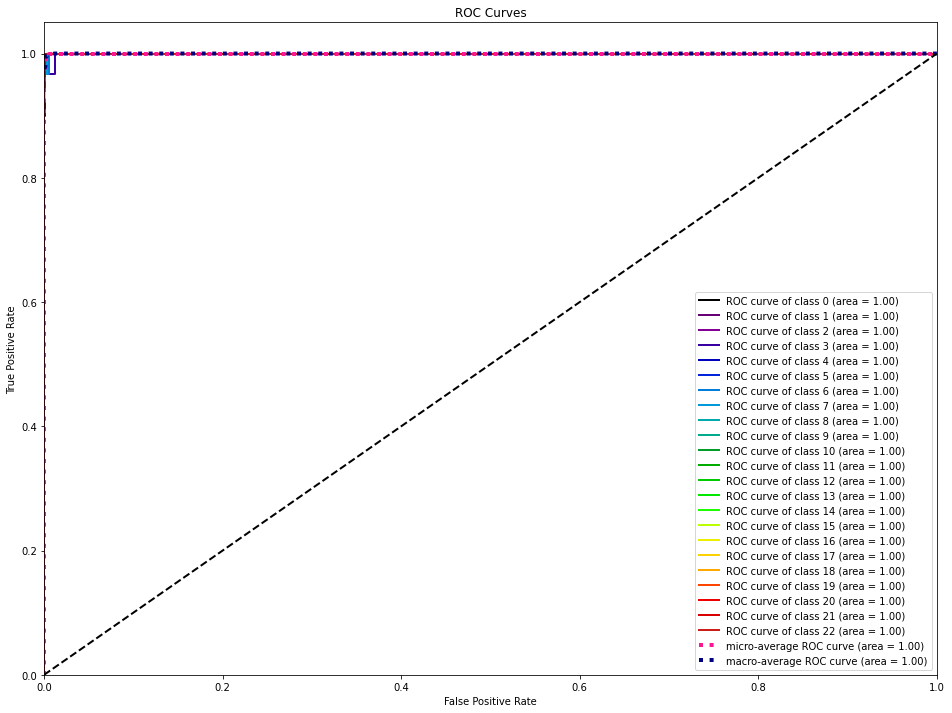 ROC Curves
True Positive Rate
1.0
0.8
0.6
0.4
0.2
0.0
ROC curve of class 0 (area = 1.00)
ROC curve of class 1 (area = 1.00)
ROC curve of class 2 (area = 1.00)
ROC curve of class 3 (area = 1.00)
ROC curve of class 4 (area = 1.00)
ROC curve of class 5 (area = 1.00)
ROC curve of class 6 (area = 1.00)
ROC curve of class 7 (area = 1.00)
ROC curve of class 8 (area = 1.00)
ROC curve of class 9 (area = 1.00)
ROC curve of class 10 (area = 1.00)
ROC curve of class 11 (area = 1.00)
ROC curve of class 12 (area = 1.00)
ROC curve of class 13 (area = 1.00)
ROC curve of class 14 (area = 1.00)
ROC curve of class 15 (area = 1.00)
ROC curve of class 16 (area = 1.00)
ROC curve of class 17 (area = 1.00)
ROC curve of class 18 (area = 1.00)
ROC curve of class 19 (area = 1.00)
ROC curve of class 20 (area = 1.00)
ROC curve of class 21 (area = 1.00)
ROC curve of class 22 (area = 1.00)
micro-average ROC curve (area = 1.00)
macro-average ROC curve (area = 1.00)
0.0 0.2 0.4 0.6 0.8 1.0
False Positive Rate